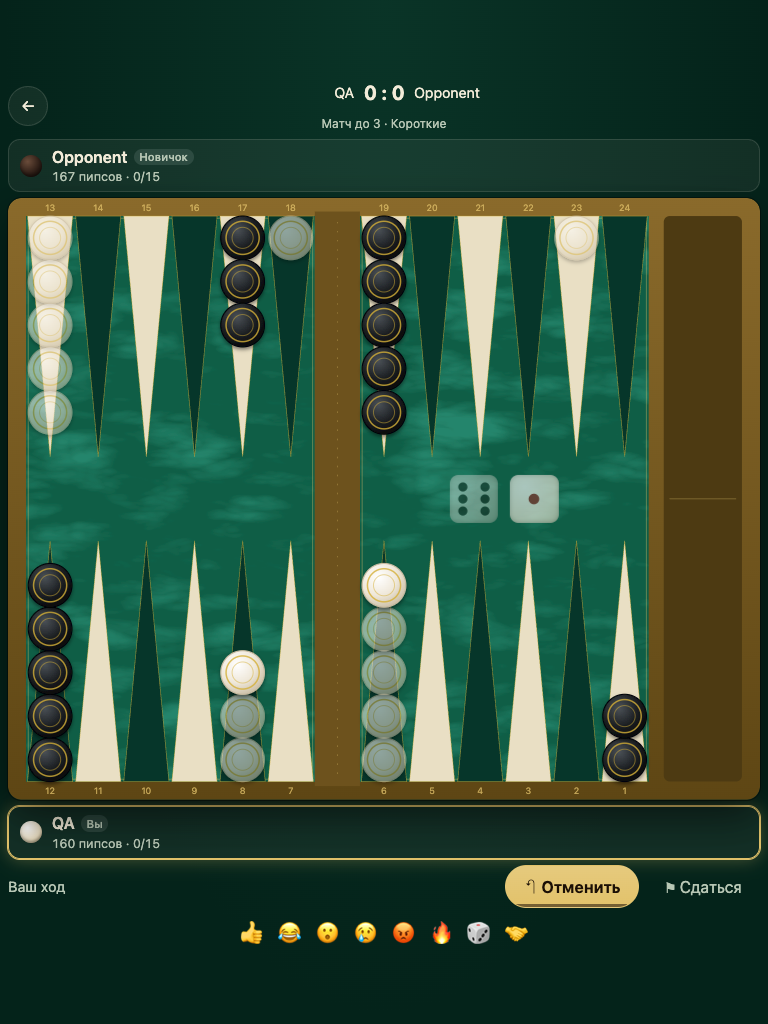 QA 0 : 0 Opponent
Матч до 3 · Короткие
Opponent Новичок
167 пипсов · 0/15
13 14 15 16 17 18 19 20 21 22 23 24
12 11 10 9 8 7 6 5 4 3 2 1
QA Вы
160 пипсов · 0/15
Ваш ход
Отменить
Сдаться